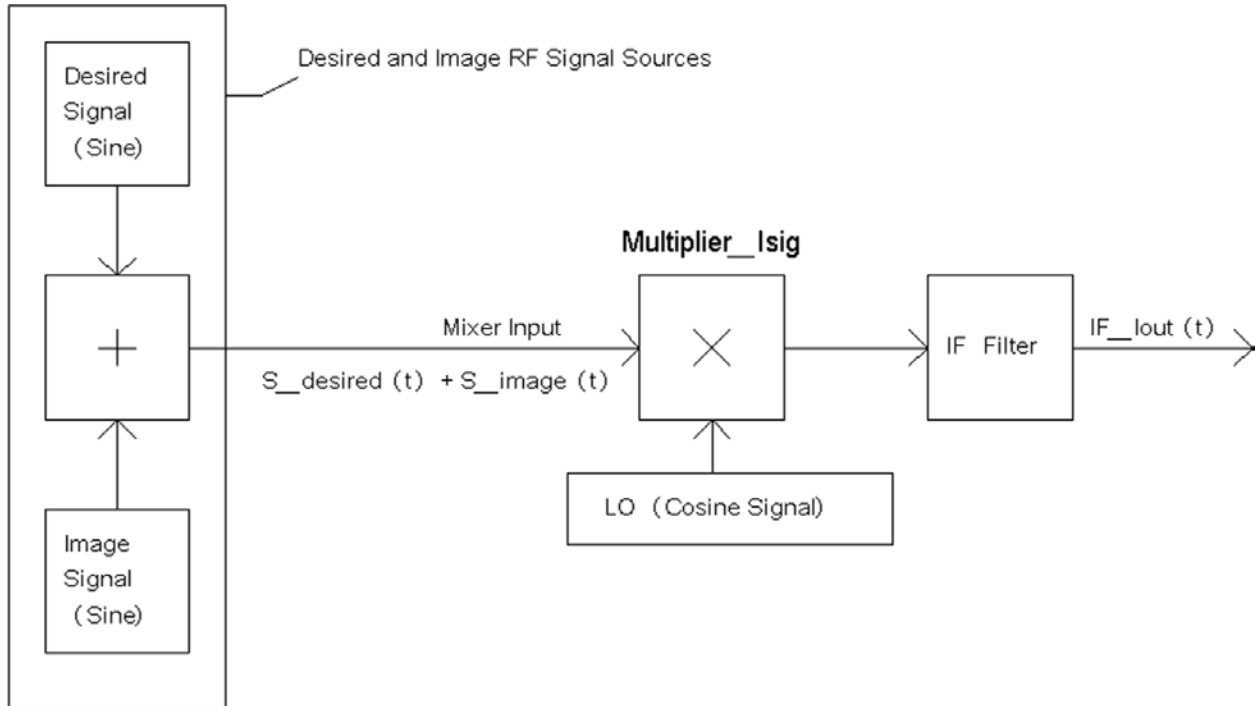 Desired
Signal
(Sine)
Desired and Image RF Signal Sources
+
Image
Signal
(Sine)
Mixer Input
S__desired (t) + S__image (t)
Multiplier__Isig
×
LO (Cosine Signal)
IF Filter
IF__Iout (t)